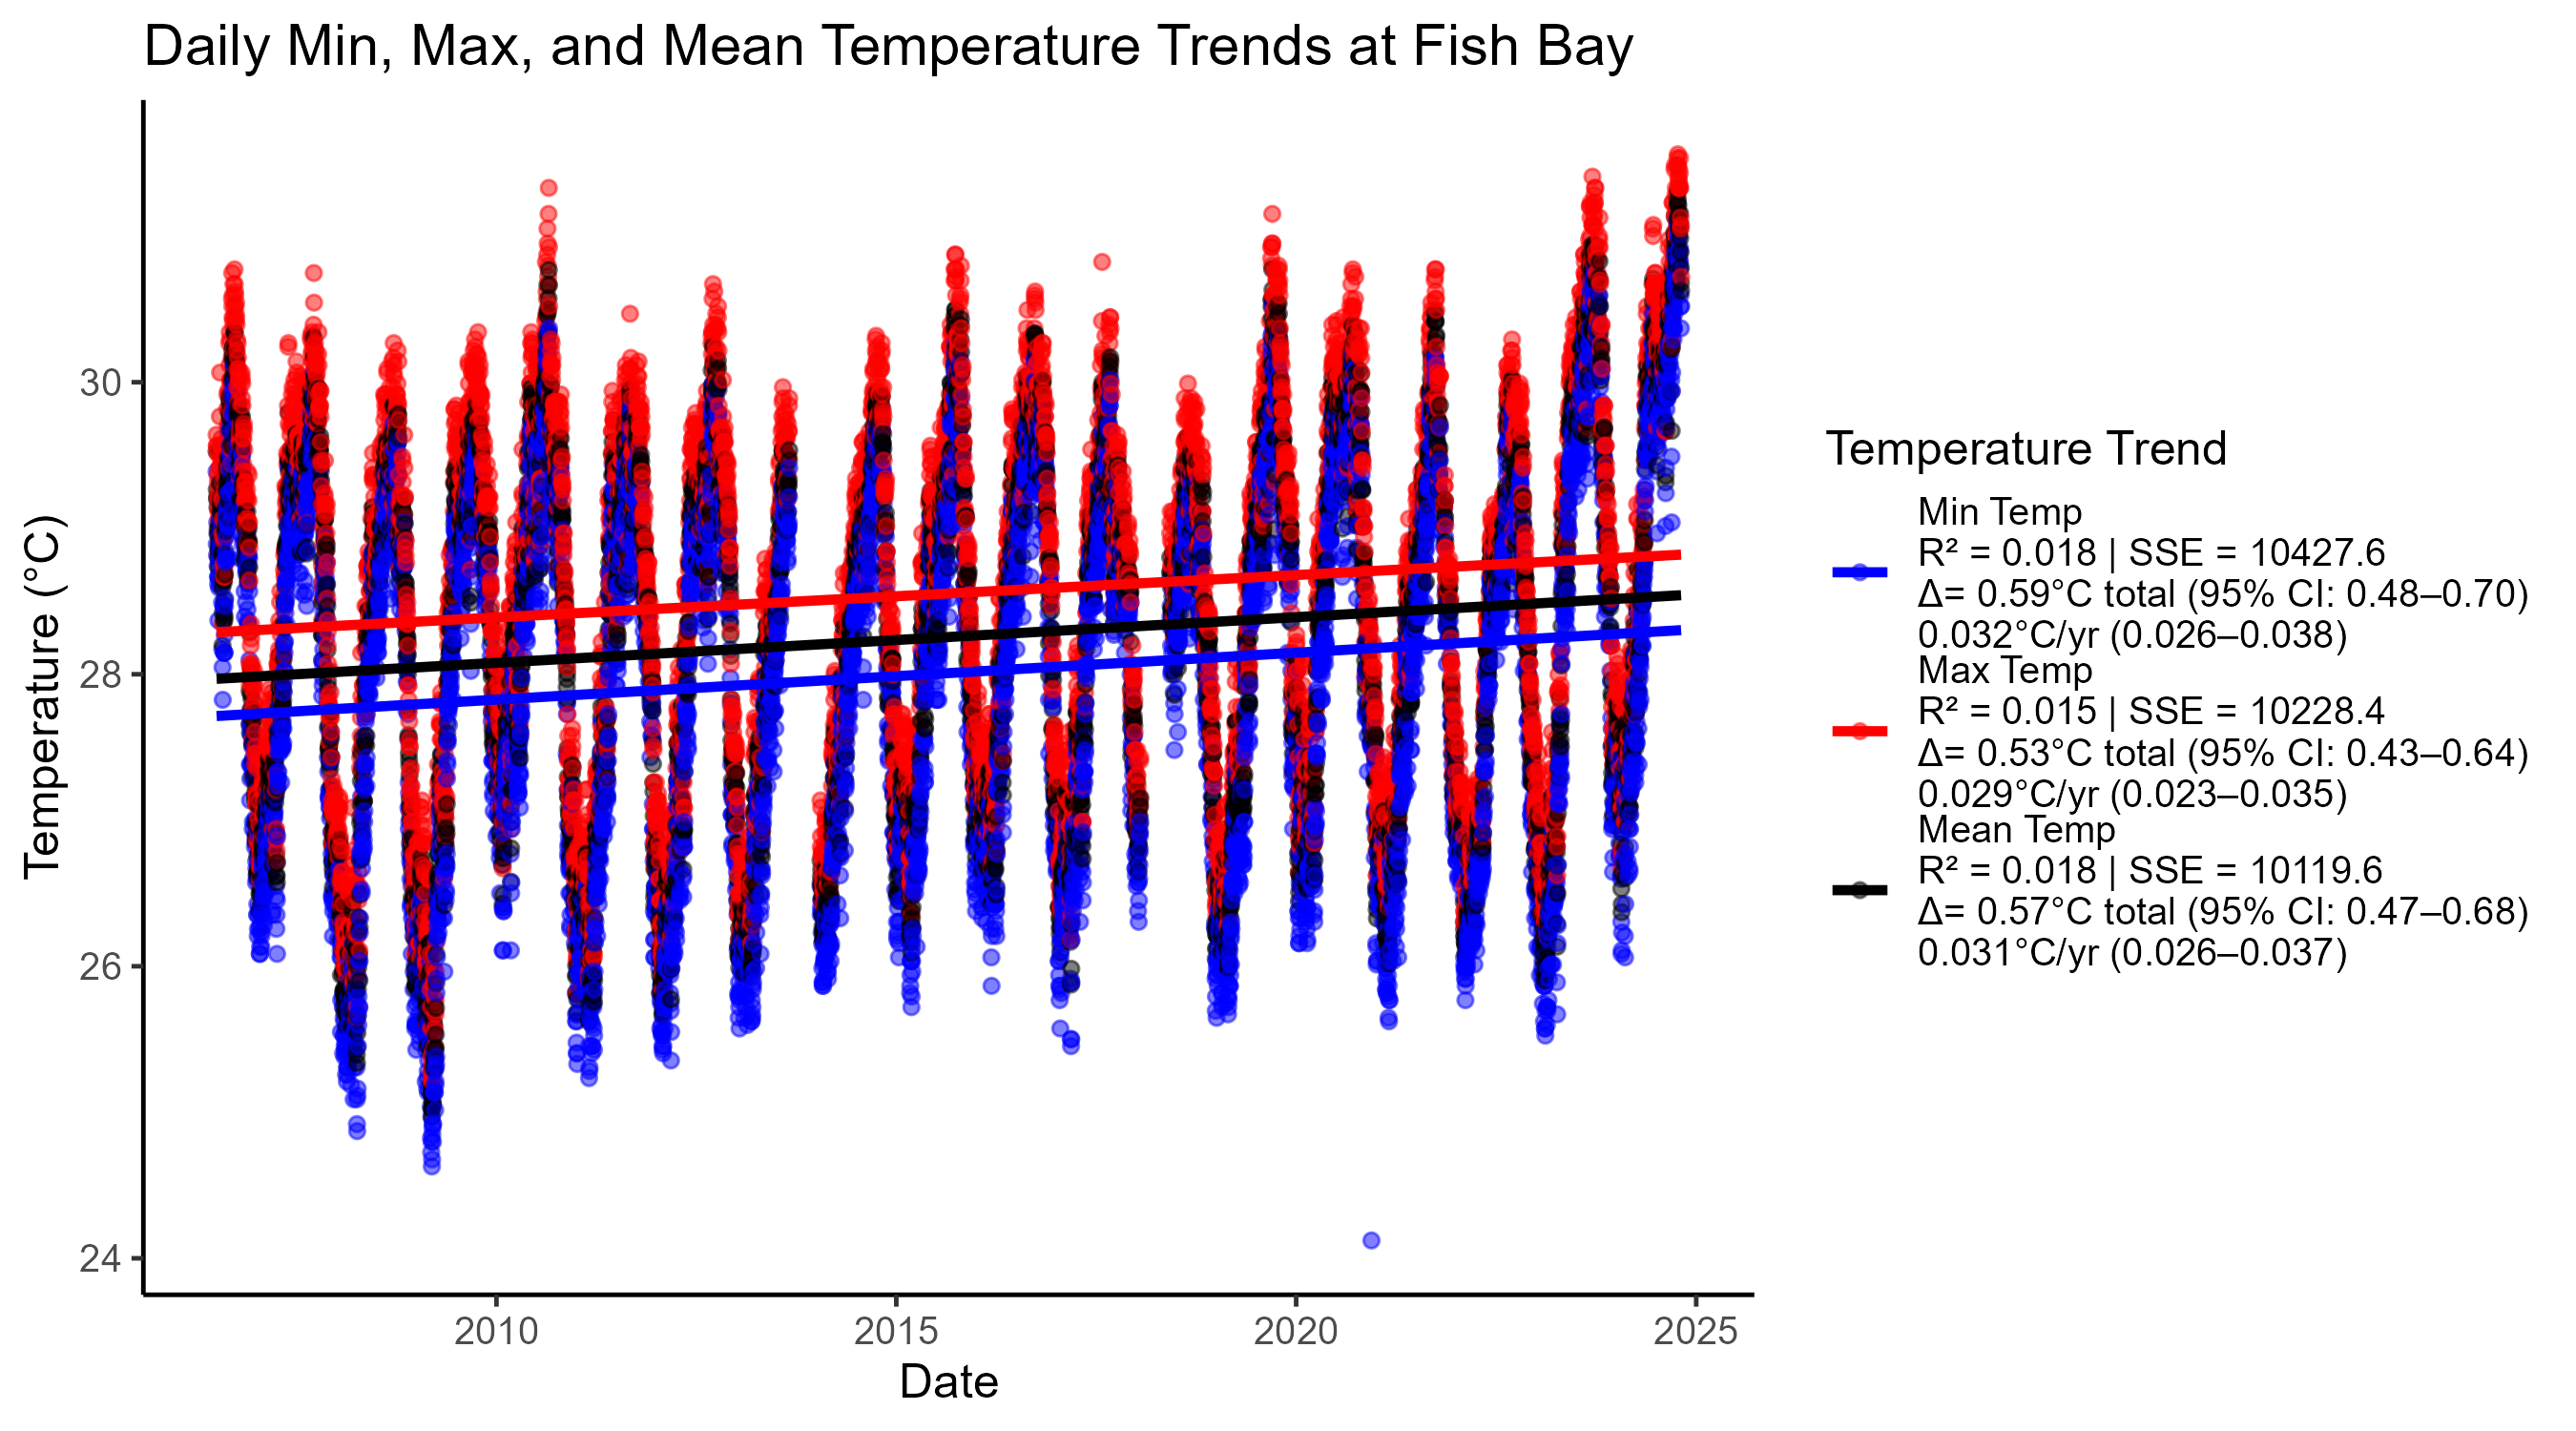 Daily Min, Max, and Mean Temperature Trends at Fish Bay
Temperature (°C)
30
28
26
24
2010
2015
2020
2025
Date
Temperature Trend
Min Temp
R² = 0.018 | SSE = 10427.6
Δ= 0.59°C total (95% CI: 0.48–0.70)
0.032°C/yr (0.026–0.038)
Max Temp
R² = 0.015 | SSE = 10228.4
Δ= 0.53°C total (95% CI: 0.43–0.64)
0.029°C/yr (0.023–0.035)
Mean Temp
R² = 0.018 | SSE = 10119.6
Δ= 0.57°C total (95% CI: 0.47–0.68)
0.031°C/yr (0.026–0.037)